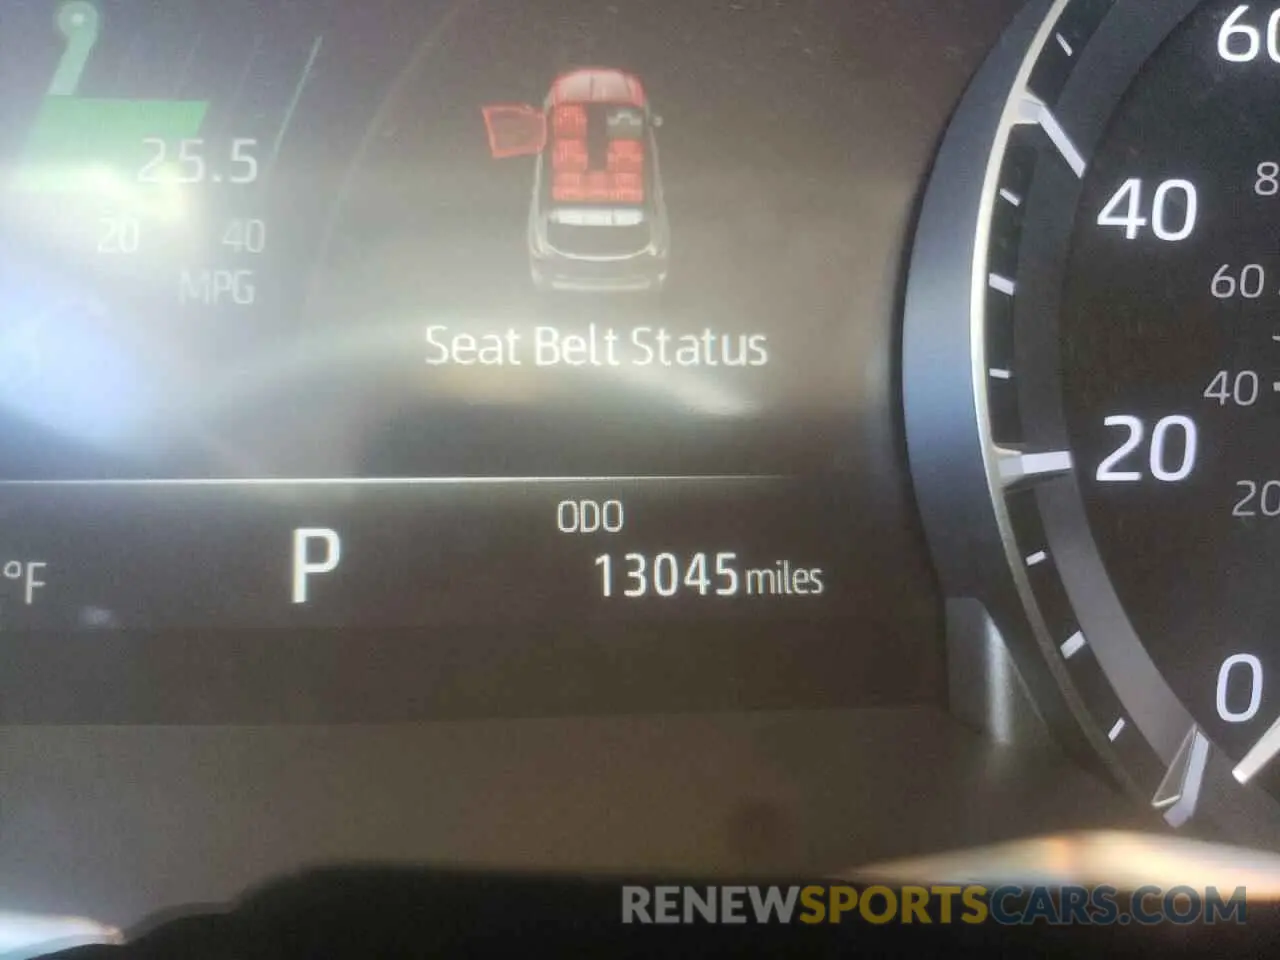 25.5
20 40
MPG
Seat Belt Status
ODO
13045 miles
°F
P
60
40
20
0
8
60
40
20
RENEWSPORTSCARS.COM